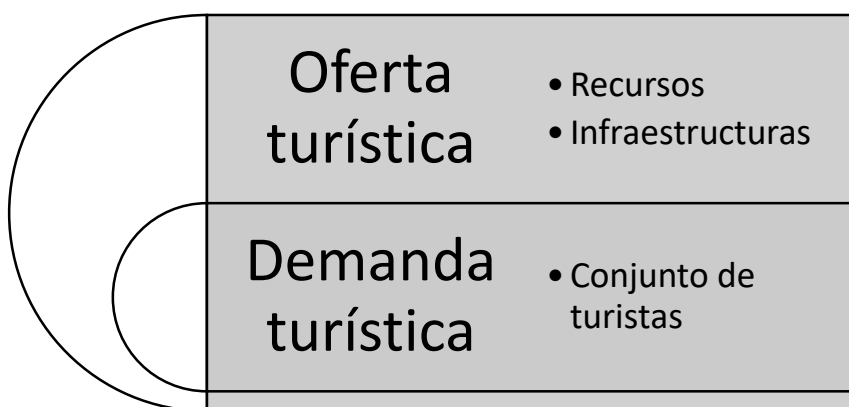 Oferta
turística
• Recursos
• Infraestructuras
Demanda
turística
• Conjunto de
turistas